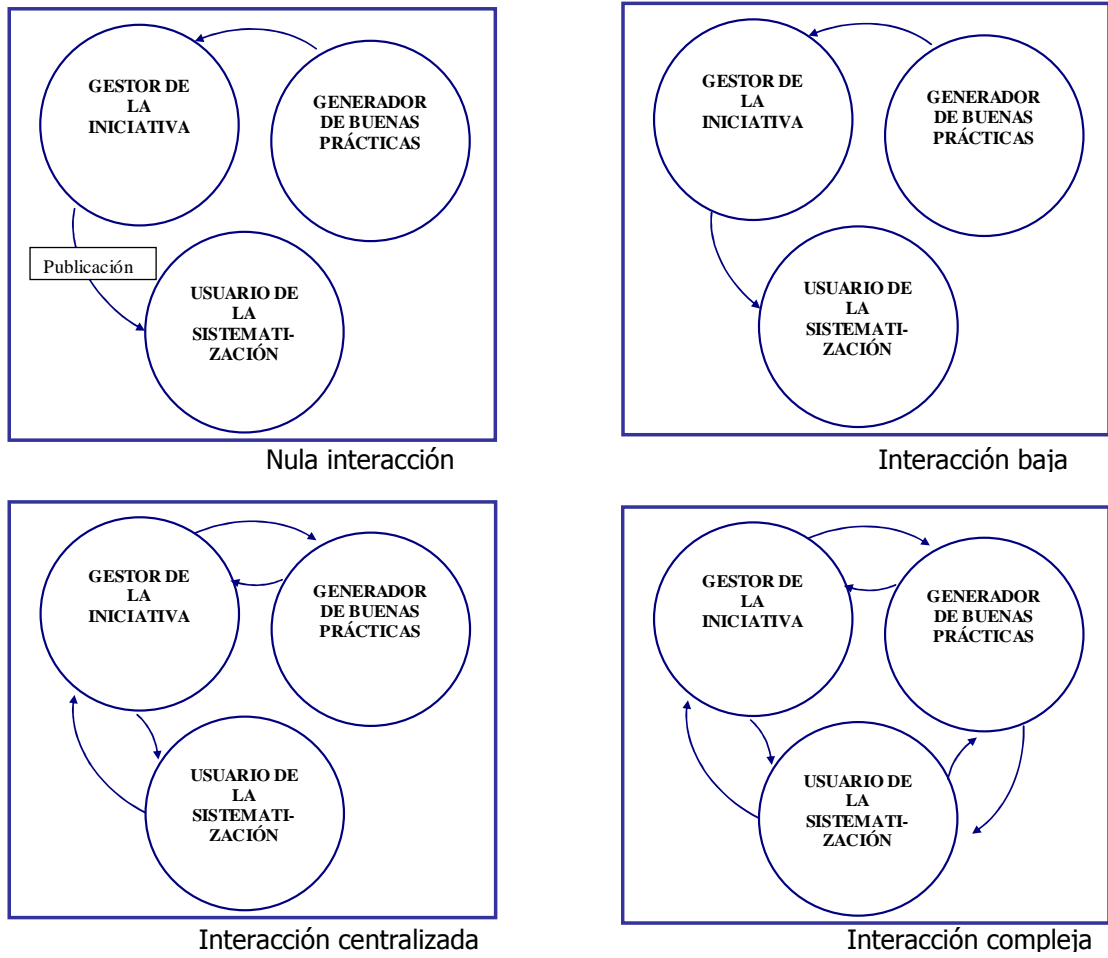 GESTOR DE
LA
INICIATIVA
GENERADOR
DE BUENAS
PRÁCTICAS
Publicación
USUARIO DE
LA
SISTEMATI-
ZACIÓN
Nula interacción
GESTOR DE
LA
INICIATIVA
GENERADOR
DE BUENAS
PRÁCTICAS
USUARIO DE
LA
SISTEMATI-
ZACIÓN
Interacción baja
GESTOR DE
LA
INICIATIVA
GENERADOR
DE BUENAS
PRÁCTICAS
USUARIO DE
LA
SISTEMATI-
ZACIÓN
Interacción centralizada
GESTOR DE
LA
INICIATIVA
GENERADOR
DE BUENAS
PRÁCTICAS
USUARIO DE
LA
SISTEMATI-
ZACIÓN
Interacción compleja